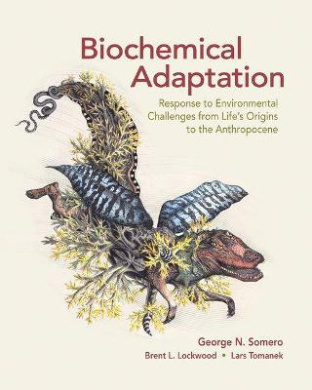 Biochemical
Adaptation
Response to Environmental
Challenges from Life's Origins
to the Anthropocene
George N. Somero
Brent L. Lockwood • Lars Tomanek